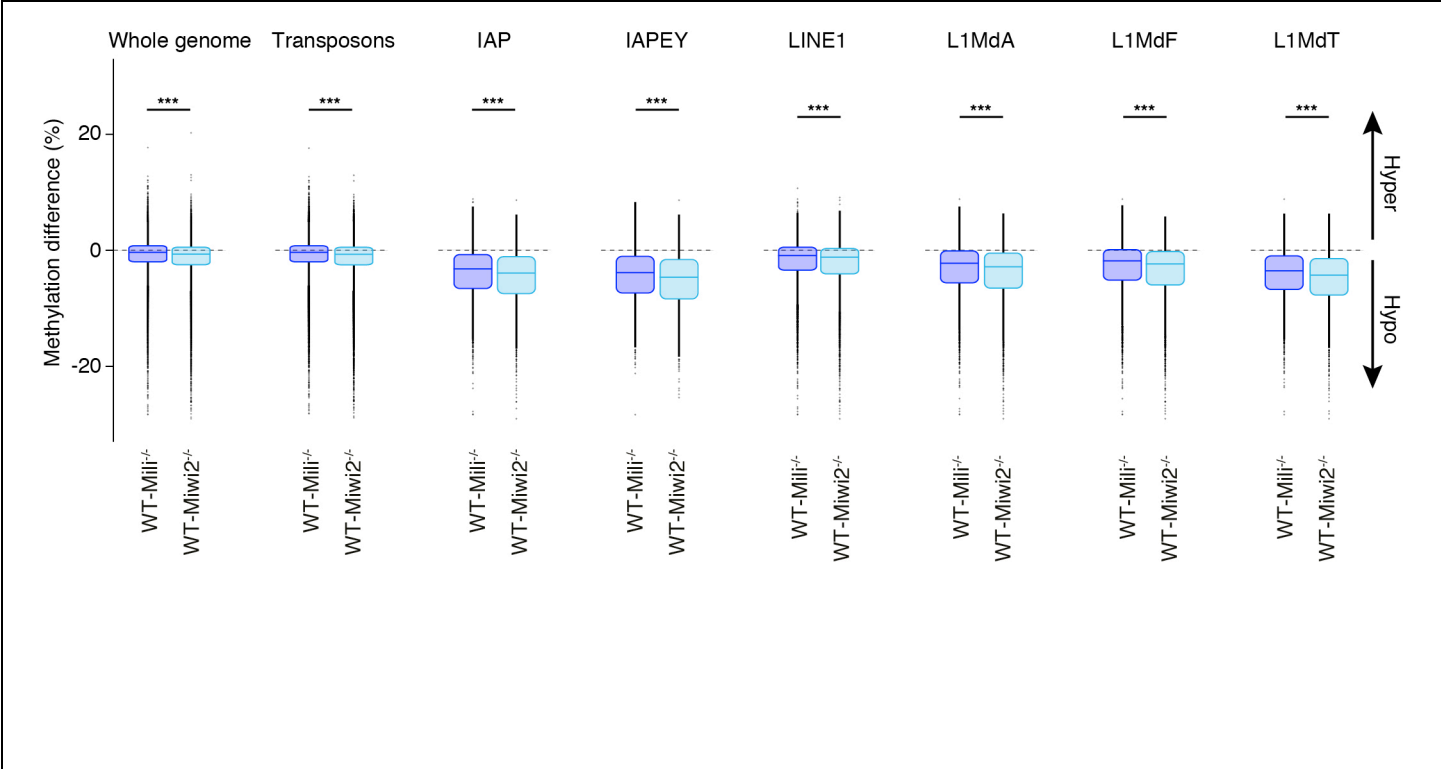 Whole genome Transposons IAP IAPEY LINE1 L1MdA L1MdF L1MdT
*** *** *** *** *** *** *** ***
Methylation difference (%)
20
0
-20
Hyper
Hypo
WT-Mili-/- WT-Miwi2-/- WT-Mili-/- WT-Miwi2-/- WT-Mili-/- WT-Miwi2-/- WT-Mili-/- WT-Miwi2-/- WT-Mili-/- WT-Miwi2-/- WT-Mili-/- WT-Miwi2-/- WT-Mili-/- WT-Miwi2-/- WT-Mili-/- WT-Miwi2-/-